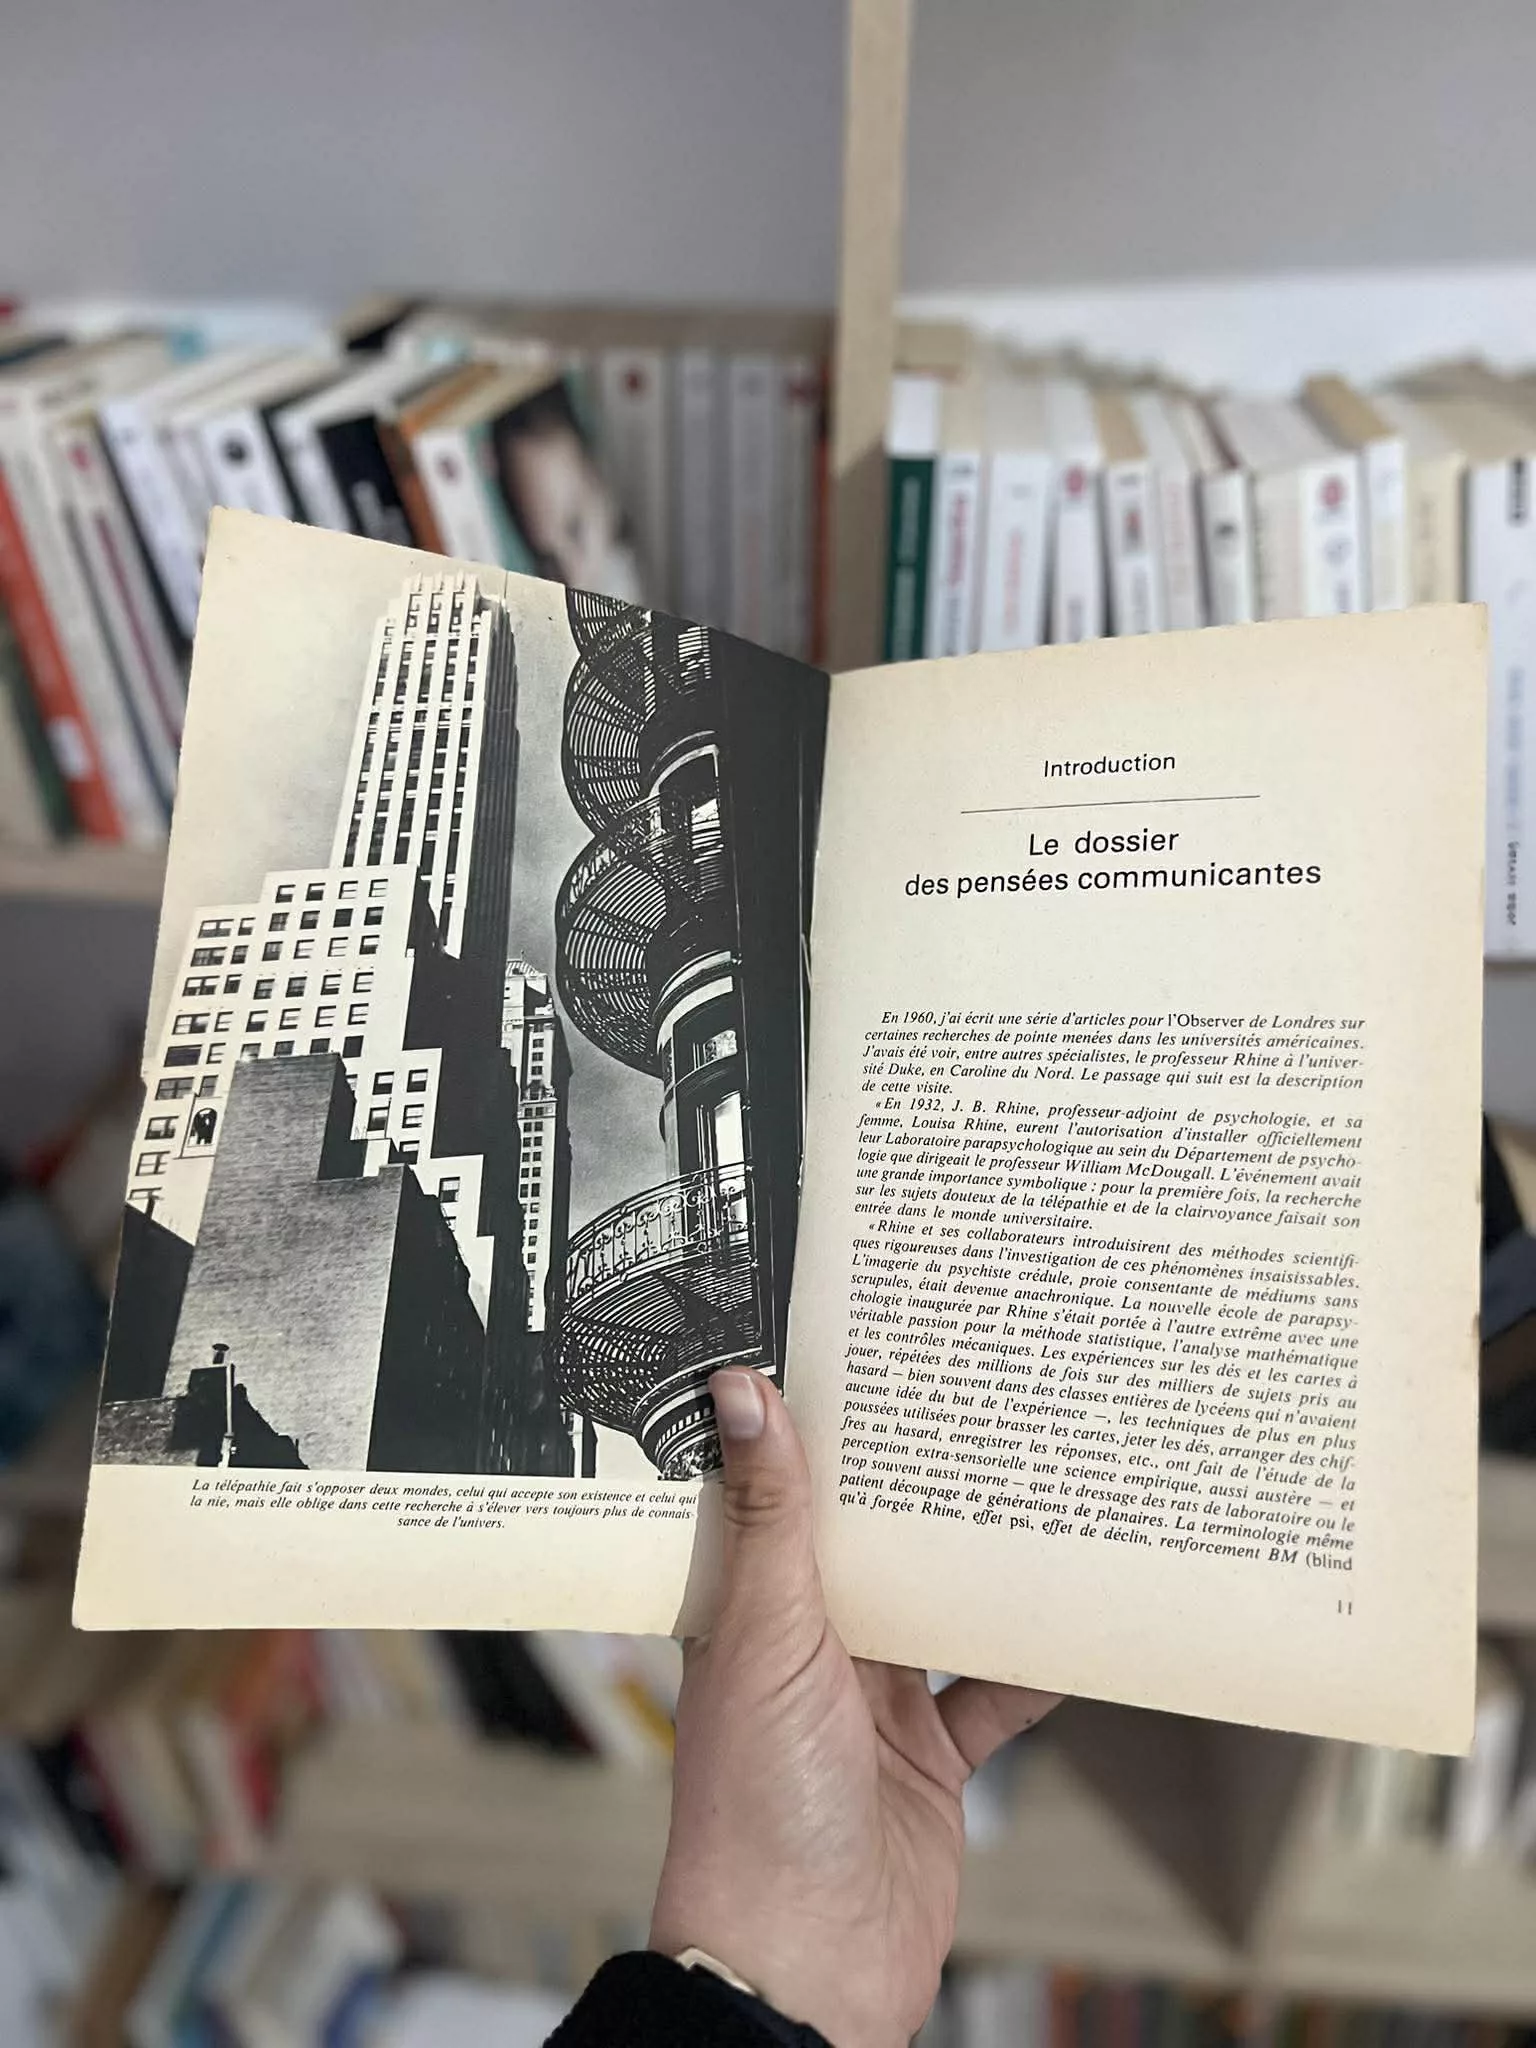 La télépathie fait s'opposer deux mondes, celui qui accepte son existence et celui qui
la nie, mais elle oblige dans cette recherche à s'élever vers toujours plus de connais-
sance de l'univers.
Introduction
Le dossier
des pensées communicantes
En 1960, j'ai écrit une série d'articles pour l'Observer de Londres sur
certaines recherches de pointe menées dans les universités américaines.
J'avais été voir, entre autres spécialistes, le professeur Rhine à l'univer-
sité Duke, en Caroline du Nord. Le passage qui suit est la description
de cette visite.
« En 1932, J. B. Rhine, professeur-adjoint de psychologie, et sa
femme, Louisa Rhine, eurent l'autorisation d'installer officiellement
leur Laboratoire parapsychologique au sein du Département de psycho-
logie que dirigeait le professeur William McDougall. L'événement avait
une grande importance symbolique : pour la première fois, la recherche
sur les sujets douteux de la télépathie et de la clairvoyance faisait son
entrée dans le monde universitaire.
« Rhine et ses collaborateurs introduisirent des méthodes scientifi-
ques rigoureuses dans l'investigation de ces phénomènes insaisissables.
L'imagerie du psychiste crédule, proie consentante de médiums sans
scrupules, était devenue anachronique. La nouvelle école de parapsy-
chologie inaugurée par Rhine s'était portée à l'autre extrême avec une
véritable passion pour la méthode statistique, l'analyse mathématique
et les contrôles mécaniques. Les expériences sur les dés et les cartes à
jouer, répétées des millions de fois sur des milliers de sujets pris au
hasard — bien souvent dans des classes entières de lycéens qui n'avaient
aucune idée du but de l'expérience —, les techniques de plus en plus
poussées utilisées pour brasser les cartes, jeter les dés, arranger des chif-
fres au hasard, enregistrer les réponses, etc., ont fait de l'étude de la
perception extra-sensorielle une science empirique, aussi austère — et
trop souvent aussi morne — que le dressage des rats de laboratoire ou le
patient découpage de générations de planaires. La terminologie même
qu'a forgée Rhine, effet psi, effet de déclin, renforcement BM (blind
11